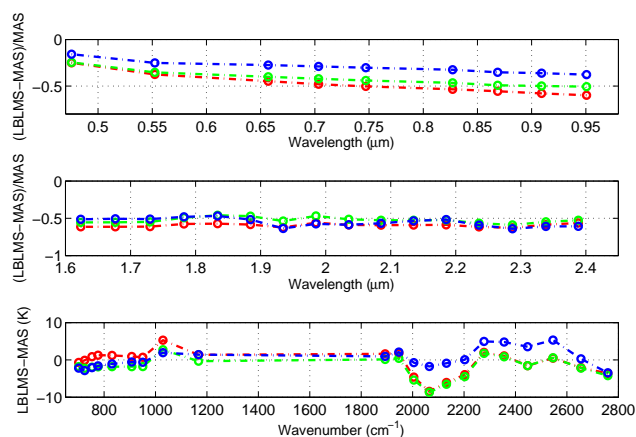 (LBLMS−MAS)/MAS
0
−0.5
0.5 0.55 0.6 0.65 0.7 0.75 0.8 0.85 0.9 0.95
Wavelength (μm)
(LBLMS−MAS)/MAS
0
−0.5
−1
1.6 1.7 1.8 1.9 2 2.1 2.2 2.3 2.4
Wavelength (μm)
LBLMS−MAS (K)
10
0
−10
800 1000 1200 1400 1600 1800 2000 2200 2400 2600 2800
Wavenumber (cm⁻¹)